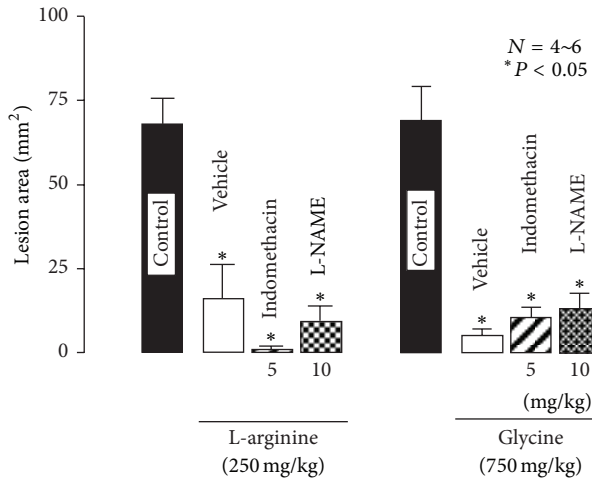 100
75
50
25
0
Lesion area (mm²)
N = 4~6
* P < 0.05
Control
Vehicle
*
Indomethacin
*
L-NAME
*
5
10
L-arginine
(250 mg/kg)
Control
Vehicle
*
Indomethacin
*
L-NAME
*
5
10
(mg/kg)
Glycine
(750 mg/kg)